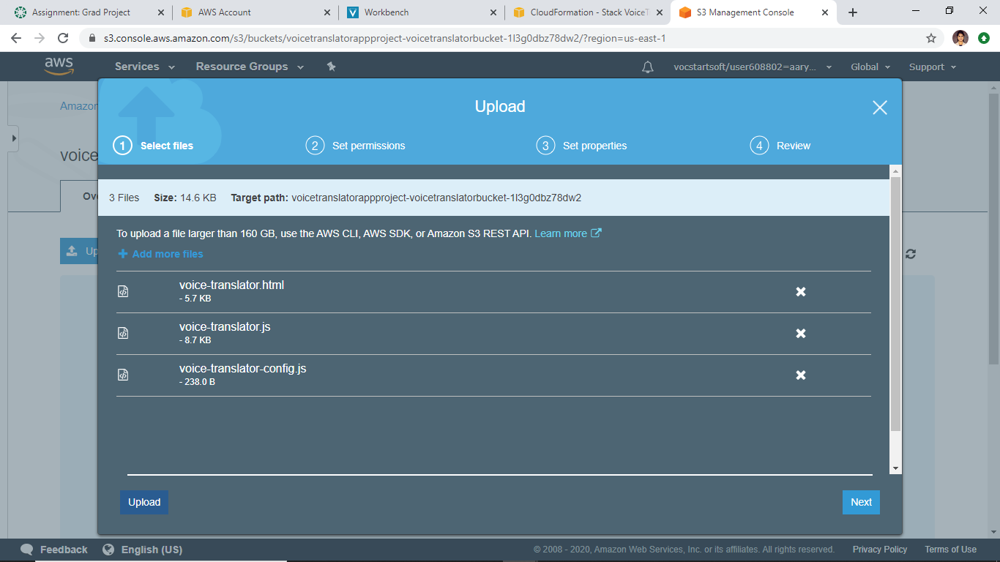 Assignment: Grad Project
AWS Account
Workbench
CloudFormation - Stack VoiceT
S3 Management Console
s3.console.aws.amazon.com/s3/buckets/voicetranslatorappproject-voicetranslatorbucket-1l3g0dbz78dw2/?region=us-east-1
aws
Services
Resource Groups
vocstartsoft/user608802=aary...
Global
Support
Amazon
voice
Ove
Up
Upload
1 Select files
2 Set permissions
3 Set properties
4 Review
3 Files Size: 14.6 KB Target path: voicetranslatorappproject-voicetranslatorbucket-1l3g0dbz78dw2
To upload a file larger than 160 GB, use the AWS CLI, AWS SDK, or Amazon S3 REST API. Learn more
Add more files
voice-translator.html
- 5.7 KB
voice-translator.js
- 8.7 KB
voice-translator-config.js
- 238.0 B
Upload
Next
Feedback
English (US)
© 2008 - 2020, Amazon Web Services, Inc. or its affiliates. All rights reserved.
Privacy Policy
Terms of Use